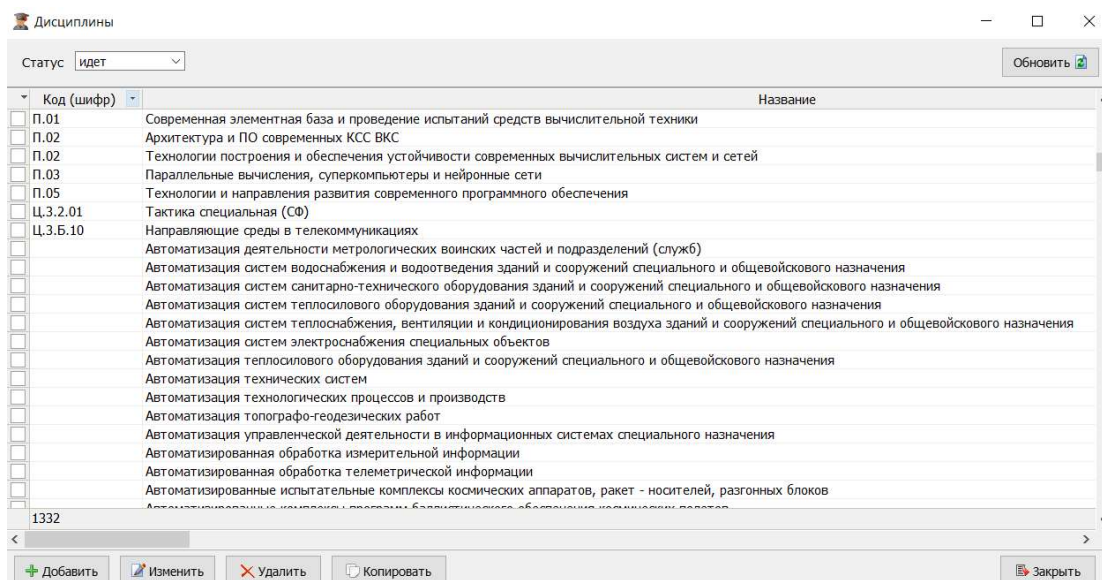 Дисциплины
Статус идет Обновить
Код (шифр) Название
П.01 Современная элементная база и проведение испытаний средств вычислительной техники
П.02 Архитектура и ПО современных КСС ВКС
П.02 Технологии построения и обеспечения устойчивости современных вычислительных систем и сетей
П.03 Параллельные вычисления, суперкомпьютеры и нейронные сети
П.05 Технологии и направления развития современного программного обеспечения
Ц.3.2.01 Тактика специальная (СФ)
Ц.3.Б.10 Направляющие среды в телекоммуникациях
Автоматизация деятельности метрологических воинских частей и подразделений (служб)
Автоматизация систем водоснабжения и водоотведения зданий и сооружений специального и общевойскового назначения
Автоматизация систем санитарно-технического оборудования зданий и сооружений специального и общевойскового назначения
Автоматизация систем теплосилового оборудования зданий и сооружений специального и общевойскового назначения
Автоматизация систем теплоснабжения, вентиляции и кондиционирования воздуха зданий и сооружений специального и общевойскового назначения
Автоматизация систем электроснабжения специальных объектов
Автоматизация теплосилового оборудования зданий и сооружений специального и общевойскового назначения
Автоматизация технических систем
Автоматизация технологических процессов и производств
Автоматизация топографо-геодезических работ
Автоматизация управленческой деятельности в информационных системах специального назначения
Автоматизированная обработка измерительной информации
Автоматизированная обработка телеметрической информации
Автоматизированные испытательные комплексы космических аппаратов, ракет - носителей, разгонных блоков
Автоматизированные комплексы программ баллистического обеспечения космических полетов
1332
Добавить Изменить Удалить Копировать Закрыть